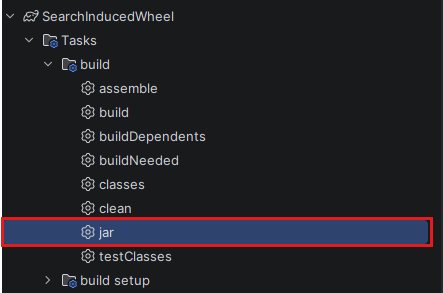 SearchInducedWheel
Tasks
build
assemble
build
buildDependents
buildNeeded
classes
clean
jar
testClasses
build setup